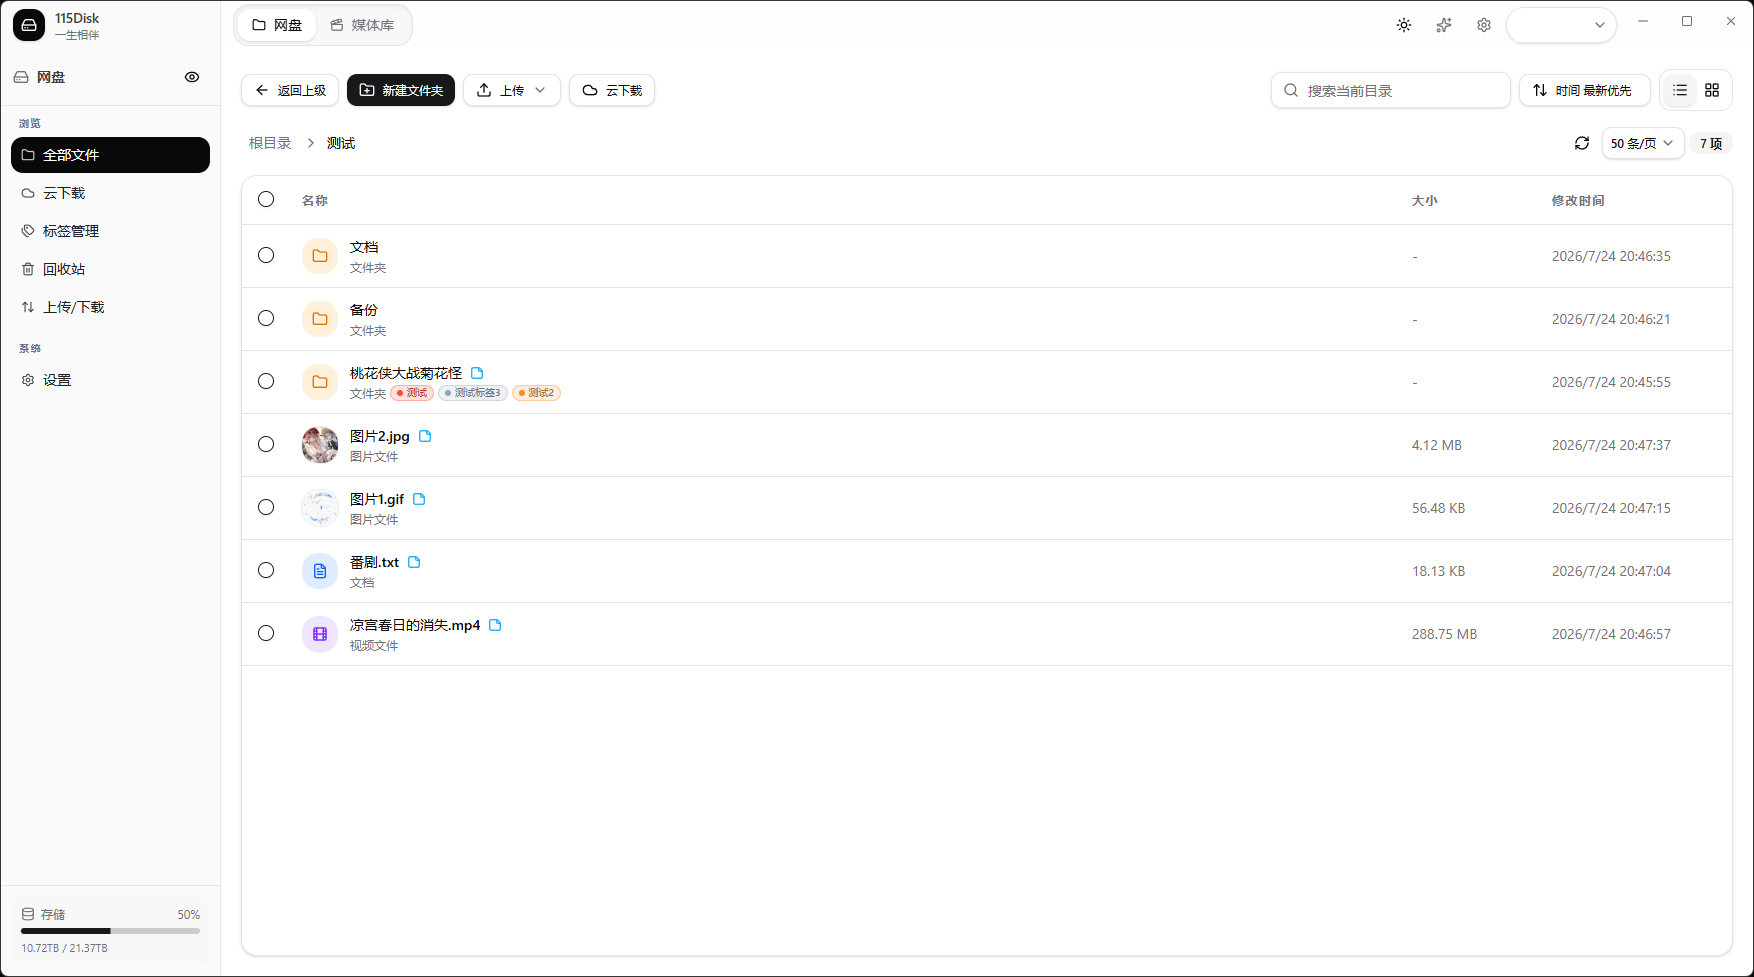 115Disk
一生相伴
网盘
浏览
全部文件
云下载
标签管理
回收站
上传/下载
系统
设置
存储 50%
10.72TB / 21.37TB
网盘 媒体库
返回上级 新建文件夹 上传 云下载 搜索当前目录 时间 最新优先
根目录 测试 50 条/页 7 项
名称 大小 修改时间
文档
文件夹 - 2026/7/24 20:46:35
备份
文件夹 - 2026/7/24 20:46:21
桃花侠大战菊花怪
文件夹 测试 测试标签3 测试2 - 2026/7/24 20:45:55
图片2.jpg
图片文件 4.12 MB 2026/7/24 20:47:37
图片1.gif
图片文件 56.48 KB 2026/7/24 20:47:15
番剧.txt
文档 18.13 KB 2026/7/24 20:47:04
凉宫春日的消失.mp4
视频文件 288.75 MB 2026/7/24 20:46:57